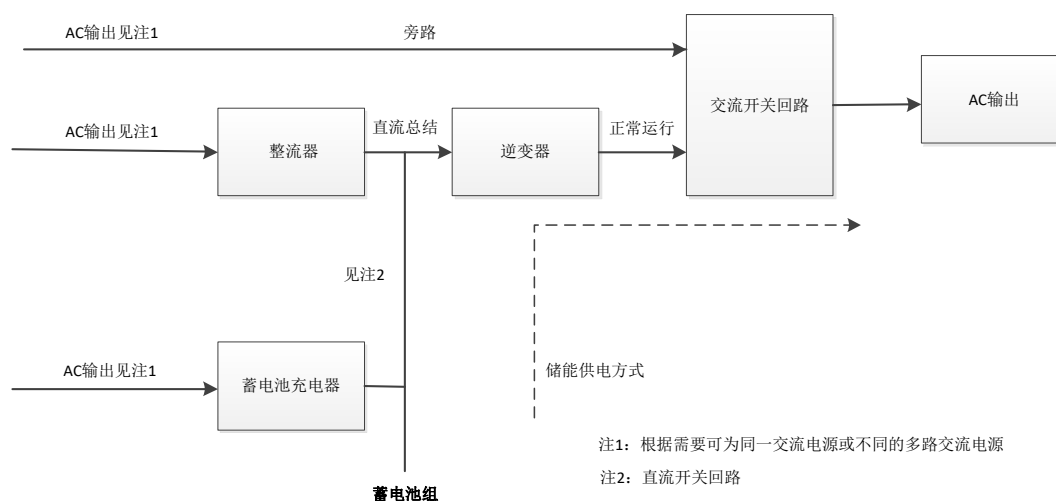 AC输出见注1
旁路
交流开关回路
AC输出
AC输出见注1
整流器
直流总结
逆变器
正常运行
见注2
AC输出见注1
蓄电池充电器
储能供电方式
注1：根据需要可为同一交流电源或不同的多路交流电源
注2：直流开关回路
蓄电池组